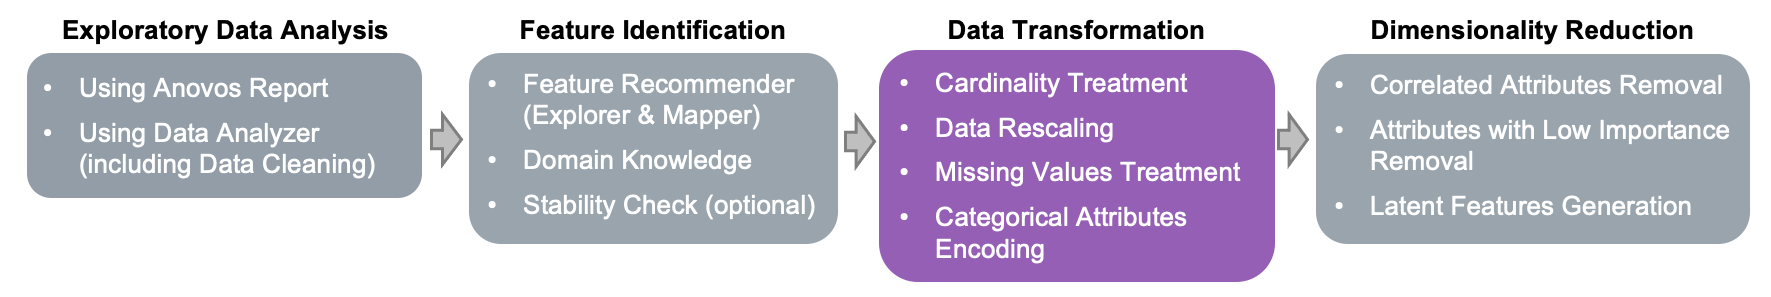 Exploratory Data Analysis
• Using Anovos Report
• Using Data Analyzer
(including Data Cleaning)
Feature Identification
• Feature Recommender
(Explorer & Mapper)
• Domain Knowledge
• Stability Check (optional)
Data Transformation
• Cardinality Treatment
• Data Rescaling
• Missing Values Treatment
• Categorical Attributes
Encoding
Dimensionality Reduction
• Correlated Attributes Removal
• Attributes with Low Importance
Removal
• Latent Features Generation